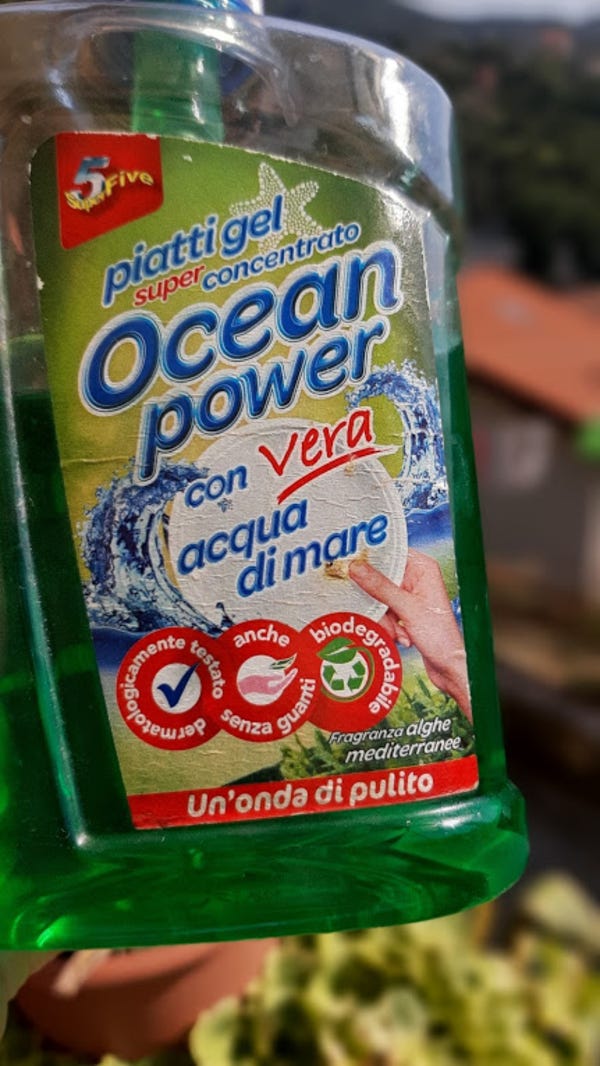 5
SuperFive
piatti gel
super concentrato
Ocean
power
con vera
acqua
di mare
dermatologicamente testato
anche
senza guanti
biodegradabile
Fragranza alghe
mediterranee
Un'onda di pulito